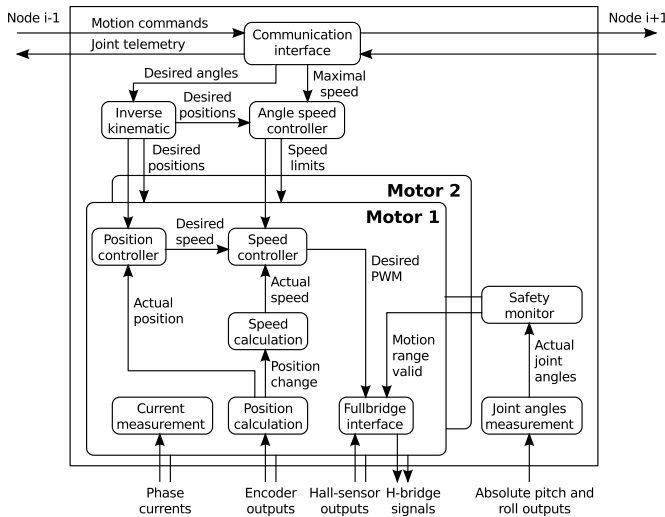 Node i-1
Motion commands
Node i+1
Joint telemetry
Communication
interface
Desired angles
Maximal
speed
Inverse
kinematic
Desired
positions
Angle speed
controller
Desired
positions
Speed
limits
Motor 2
Motor 1
Position
controller
Desired
speed
Speed
controller
Desired
PWM
Actual
position
Actual
speed
Safety
monitor
Speed
calculation
Motion
range
valid
Actual
joint
angles
Position
change
Current
measurement
Position
calculation
Fullbridge
interface
Joint angles
measurement
Phase
currents
Encoder
outputs
Hall-sensor
outputs
H-bridge
signals
Absolute pitch and
roll outputs